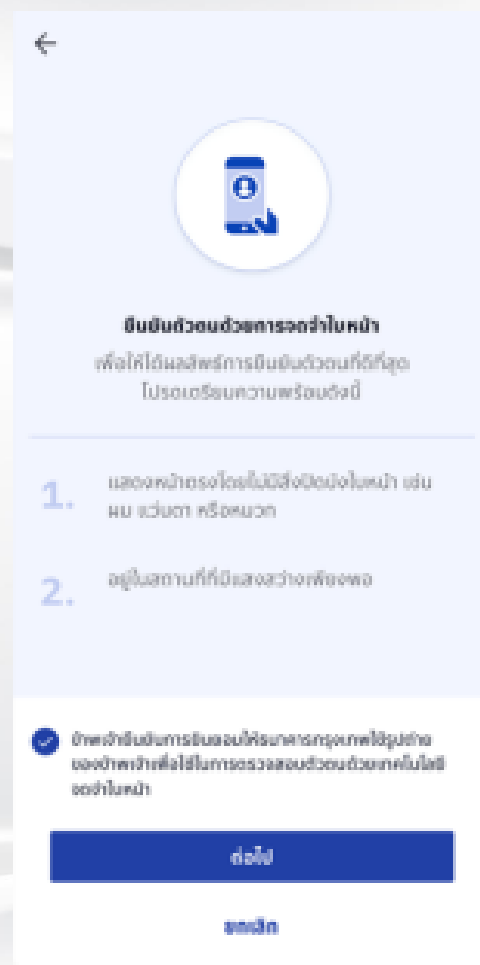 ยืนยันตัวตนด้วยการจดจำใบหน้า
เพื่อให้ได้ผลลัพธ์การยืนยันตัวตนที่ดีที่สุด
โปรดเตรียมความพร้อมดังนี้
1. แสดงหน้าตรงโดยไม่มีสิ่งปิดบังใบหน้า เช่น
ผม แว่นตา หรือหมวก
2. อยู่ในสถานที่ที่มีแสงสว่างเพียงพอ
ข้าพเจ้ายืนยันการยินยอมให้ธนาคารกรุงเทพใช้รูปถ่าย
ของข้าพเจ้าเพื่อใช้ในการตรวจสอบตัวตนด้วยเทคโนโลยี
จดจำใบหน้า
ต่อไป
ยกเลิก